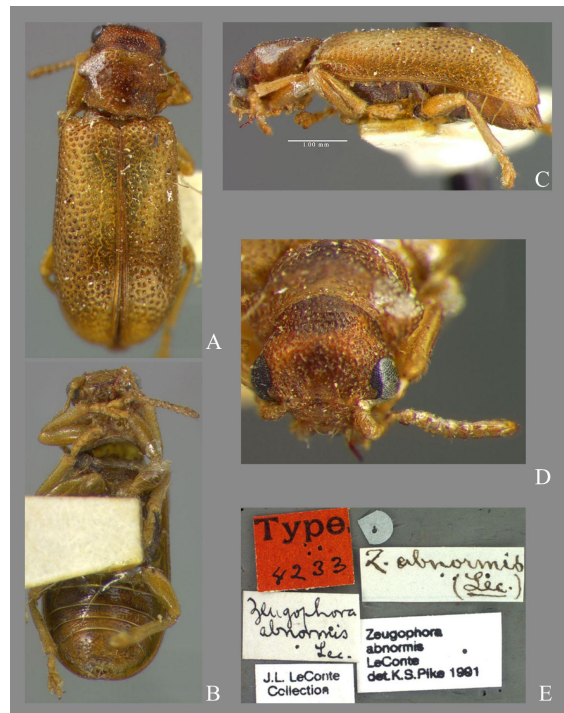 A
1.00 mm
C
D
B
Type
4233
Z. abnormis
(Lec.)
Zeugophora
abnormis
Lec.
Zeugophora
abnormis
LeConte
det.K.S.Pike 1991
J.L. LeConte
Collection
E